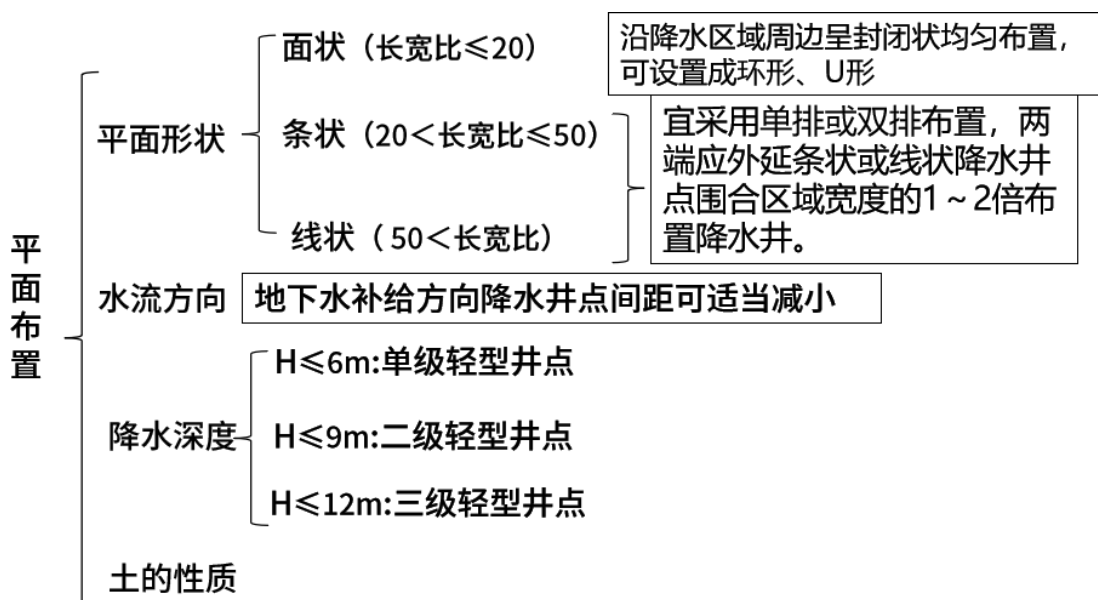 平面布置
平面形状
面状（长宽比≤20）
沿降水区域周边呈封闭状均匀布置，
可设置成环形、U形
条状（20＜长宽比≤50）
线状（ 50＜长宽比）
宜采用单排或双排布置，两
端应外延条状或线状降水井
点围合区域宽度的1～2倍布
置降水井。
水流方向
地下水补给方向降水井点间距可适当减小
降水深度
H≤6m:单级轻型井点
H≤9m:二级轻型井点
H≤12m:三级轻型井点
土的性质